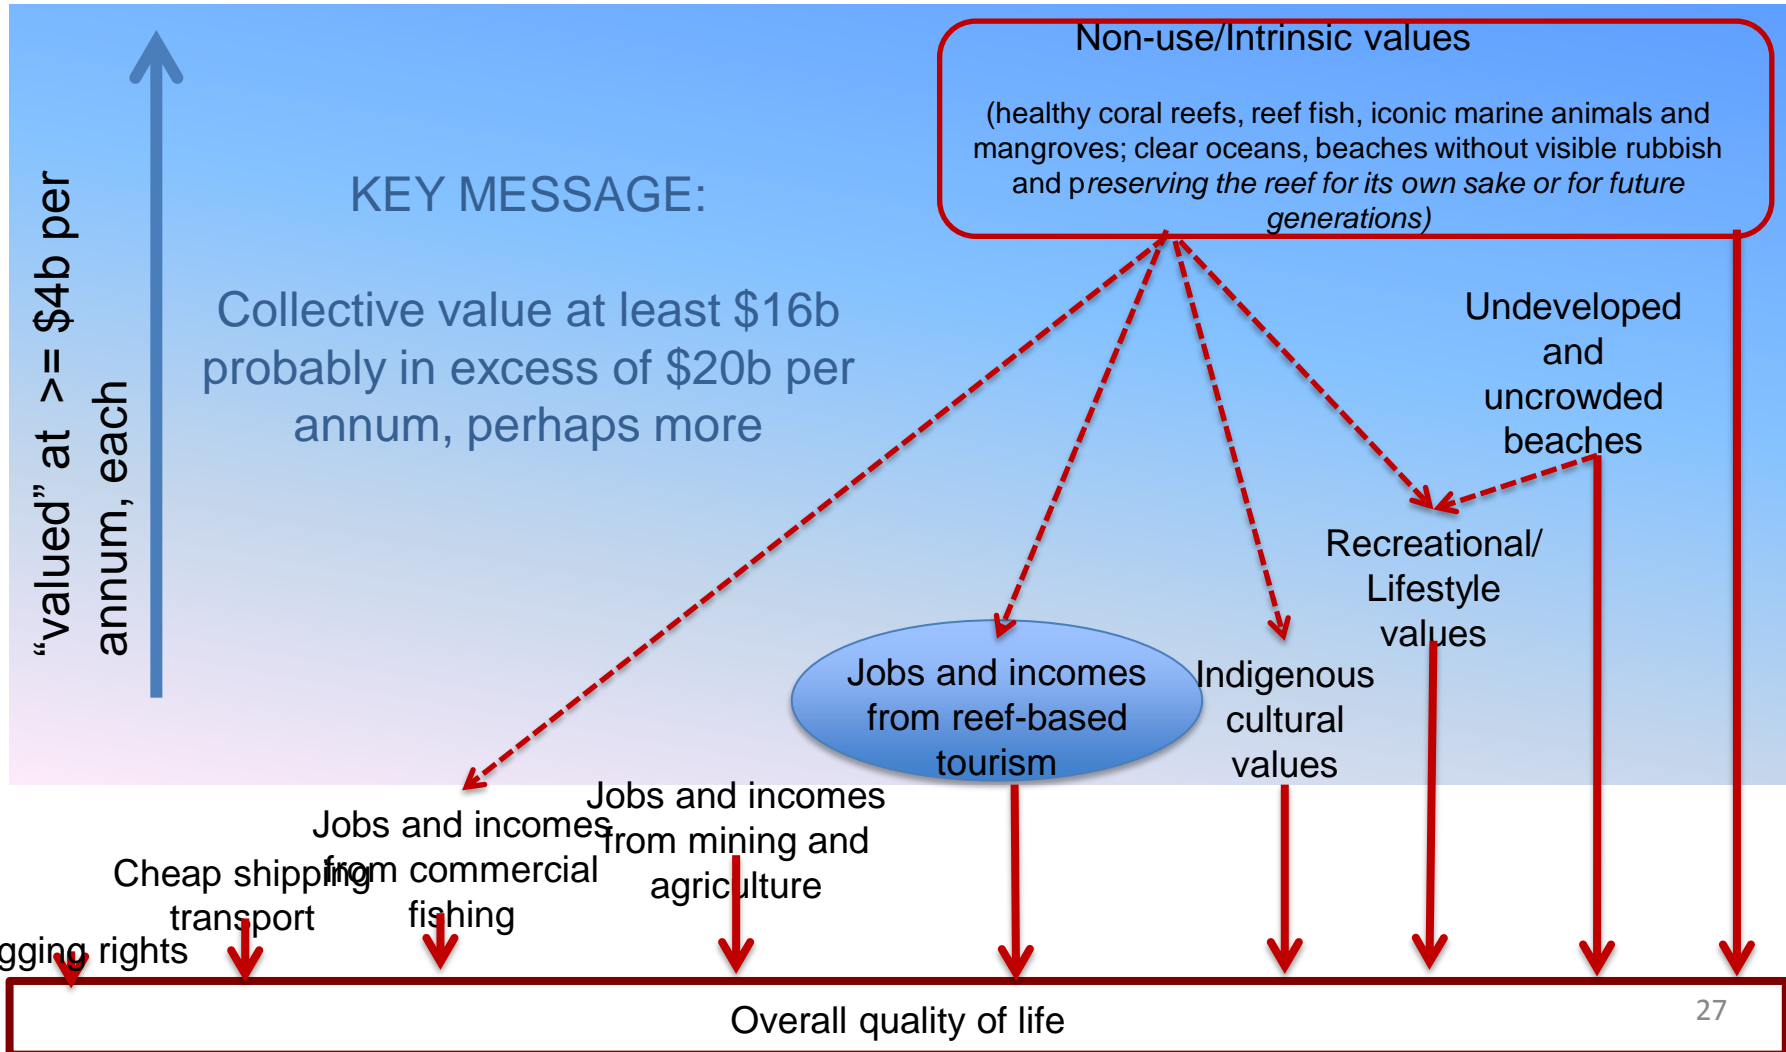 Non-use/Intrinsic values
(healthy coral reefs, reef fish, iconic marine animals and
mangroves; clear oceans, beaches without visible rubbish
and preserving the reef for its own sake or for future
generations)
“valued” at >= $4b per
annum, each
KEY MESSAGE:
Collective value at least $16b
probably in excess of $20b per
annum, perhaps more
Undeveloped
and
uncrowded
beaches
Recreational/
Lifestyle
values
Jobs and incomes
from reef-based
tourism
Indigenous
cultural
values
Jobs and incomes
from mining and
agriculture
Jobs and incomes
from commercial
fishing
Cheap shipping
transport
gging rights
Overall quality of life
27